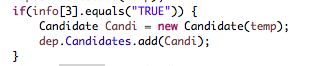 if(info[3].equals("TRUE")) {
    Candidate Candi = new Candidate(temp);
    dep.Candidates.add(Candi);
}